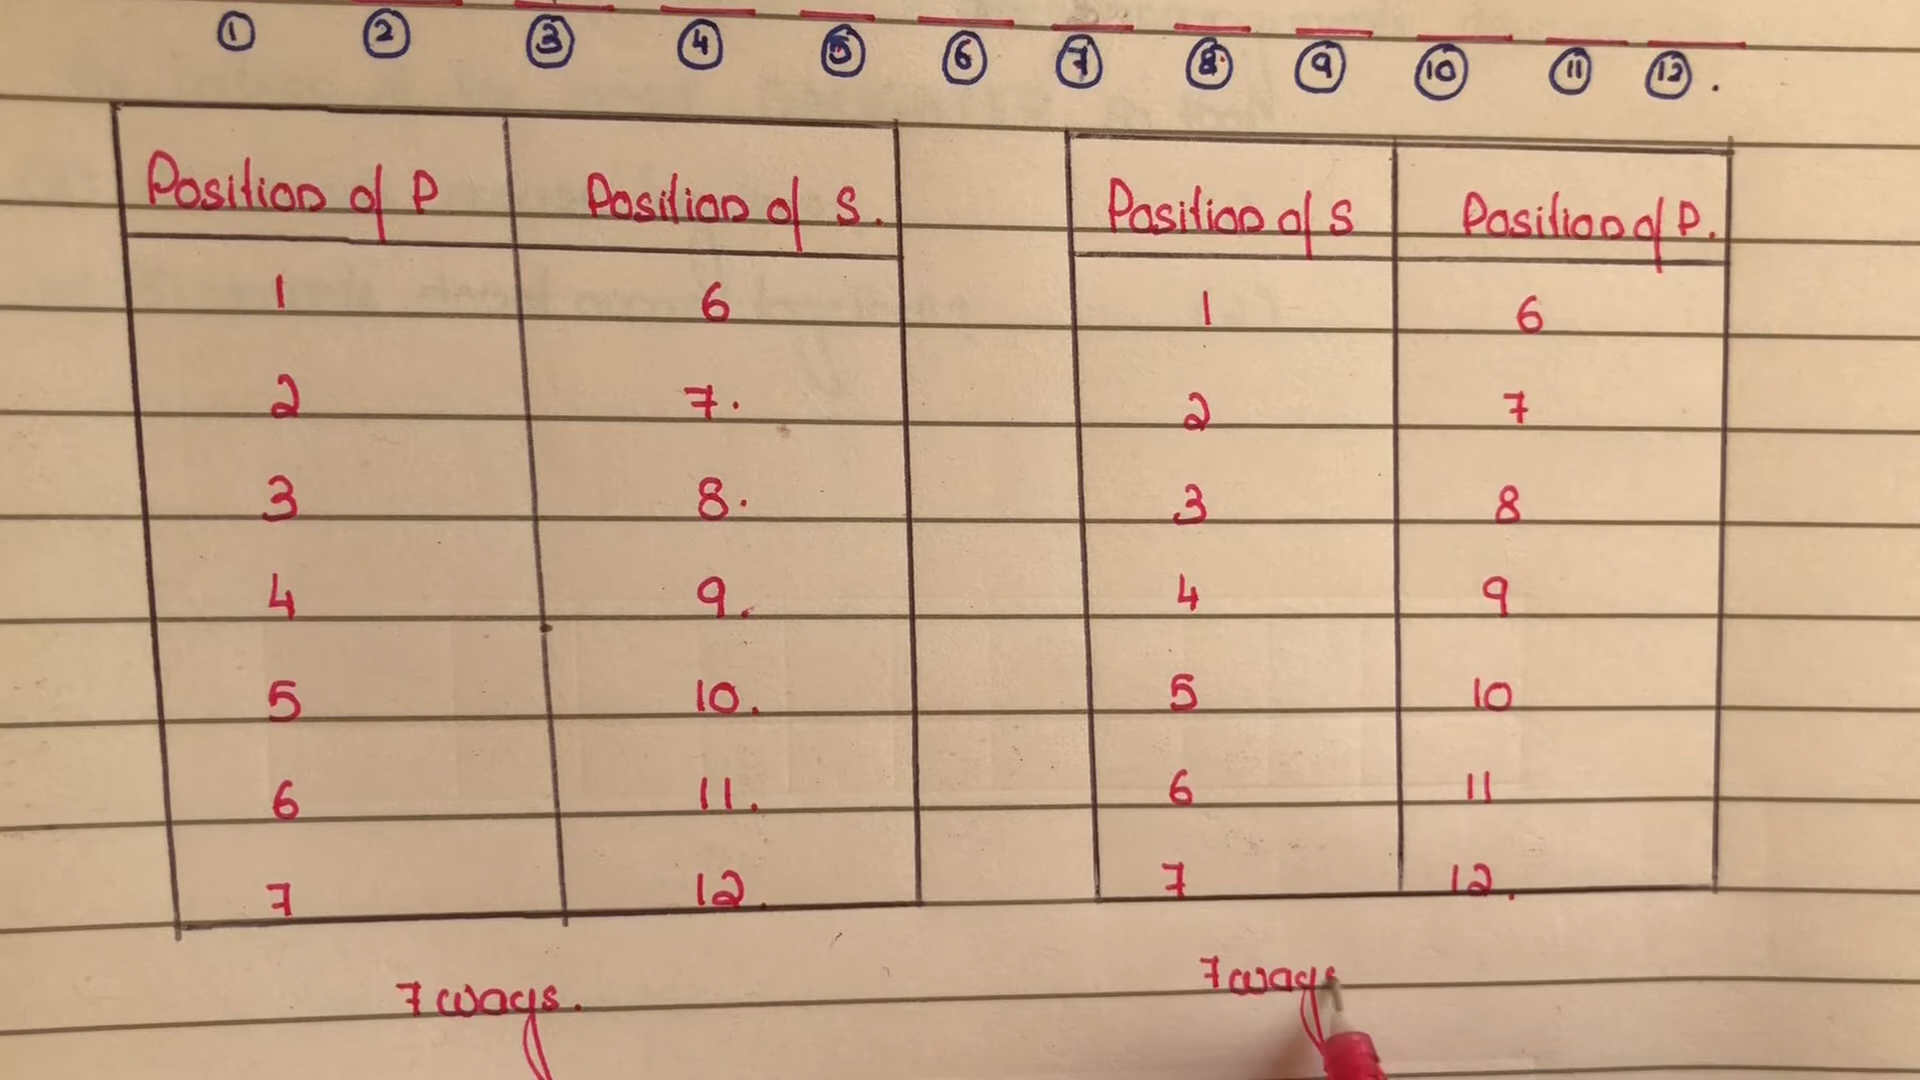 ① ② ③ ④ ⑤ ⑥ ⑦ ⑧ ⑨ ⑩ ⑪ ⑫.
Position of P Position of S. Position of S Position of P.
1 6 1 6
2 7. 2 7
3 8. 3 8
4 9. 4 9
5 10. 5 10
6 11. 6 11
7 12. 7 12.
7 ways. 7 ways